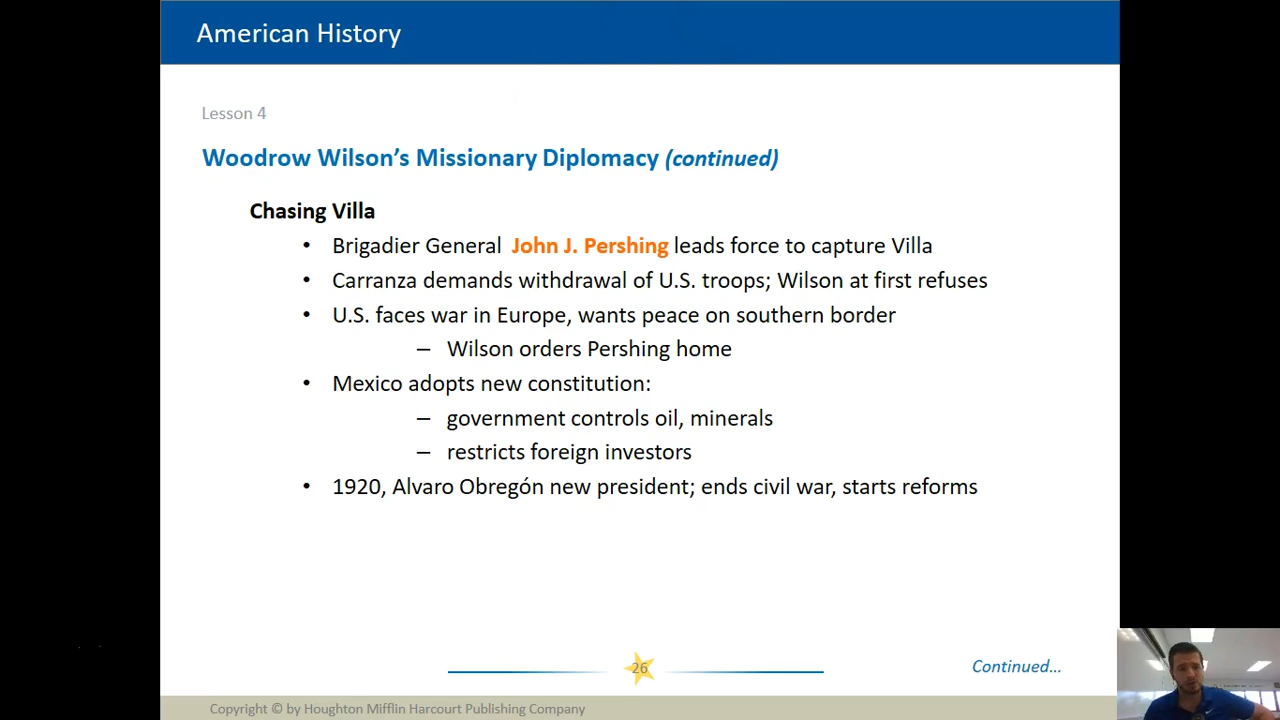 American History
Lesson 4
Woodrow Wilson’s Missionary Diplomacy (continued)
Chasing Villa
• Brigadier General John J. Pershing leads force to capture Villa
• Carranza demands withdrawal of U.S. troops; Wilson at first refuses
• U.S. faces war in Europe, wants peace on southern border
– Wilson orders Pershing home
• Mexico adopts new constitution:
– government controls oil, minerals
– restricts foreign investors
• 1920, Alvaro Obregón new president; ends civil war, starts reforms
26
Continued…
Copyright © by Houghton Mifflin Harcourt Publishing Company